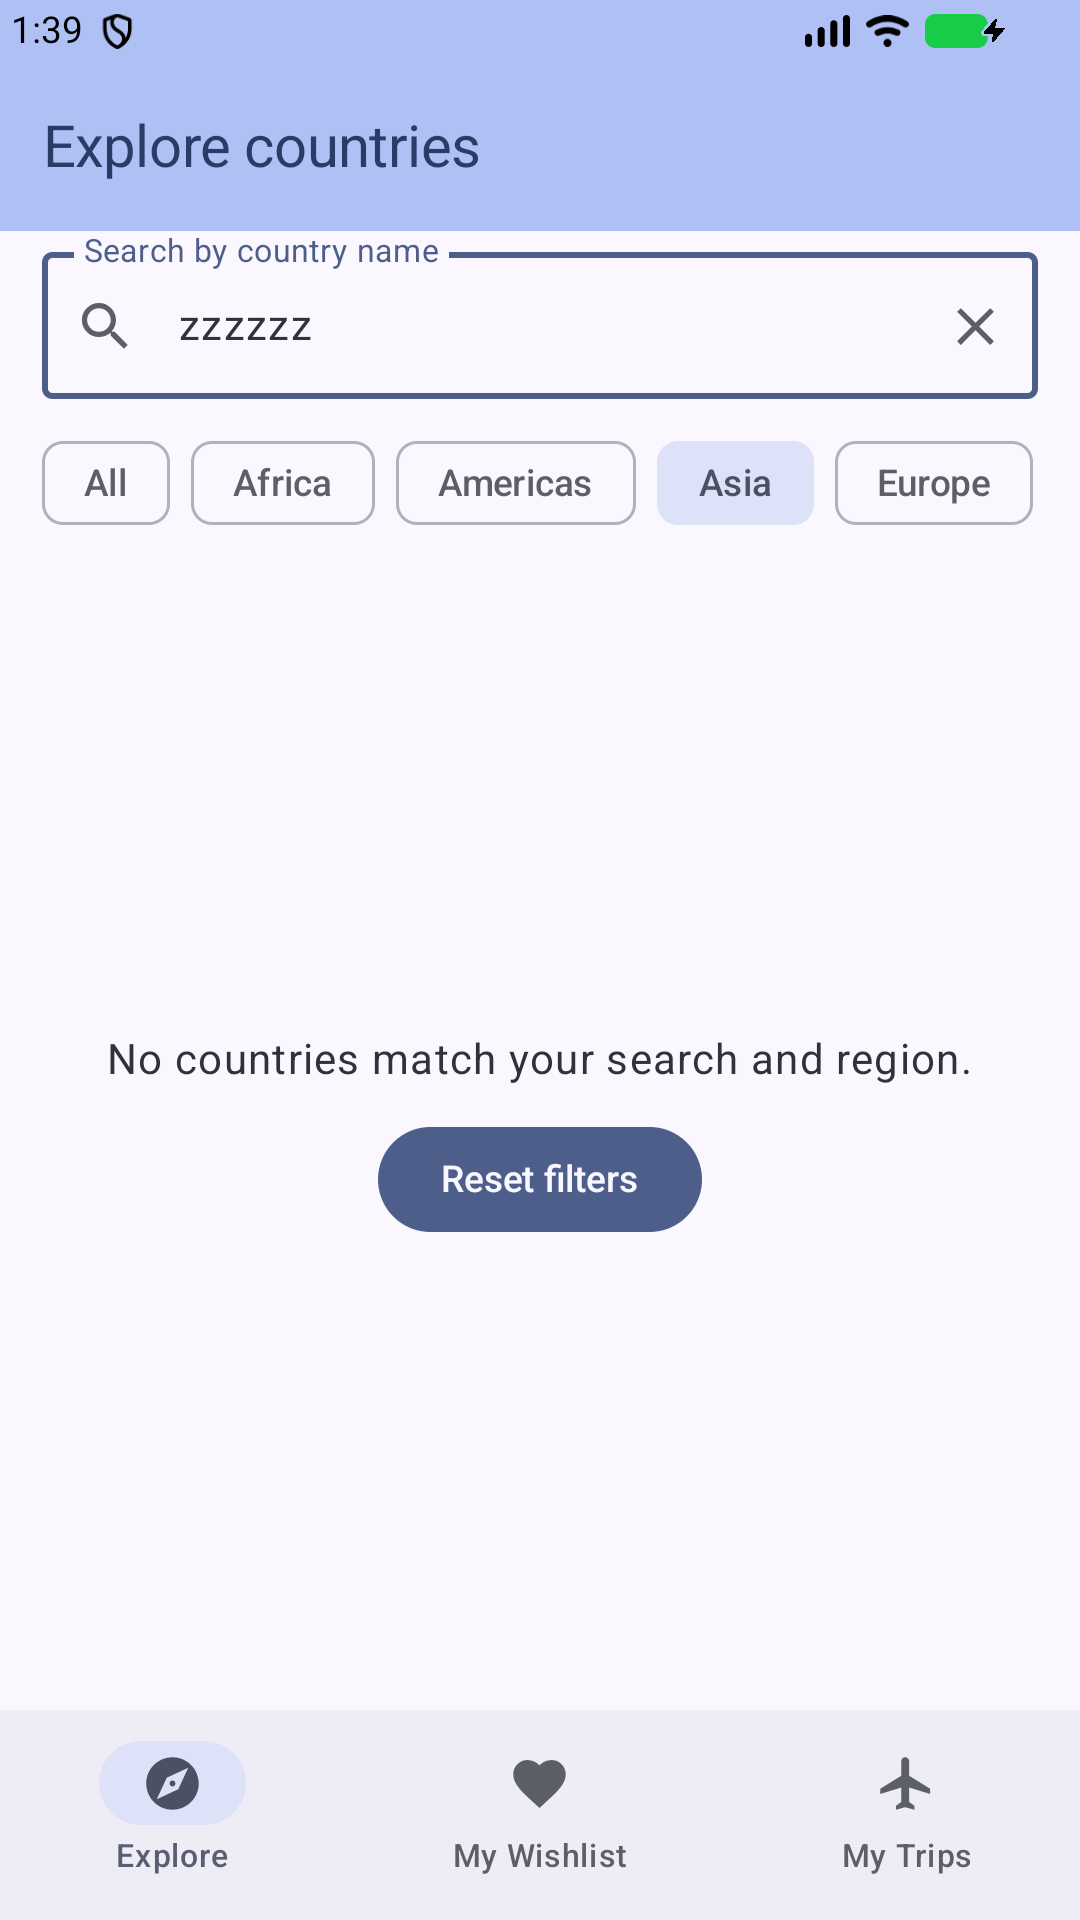 1:39
Explore countries
Search by country name
zzzzzz
All Africa Americas Asia Europe
No countries match your search and region.
Reset filters
Explore My Wishlist My Trips